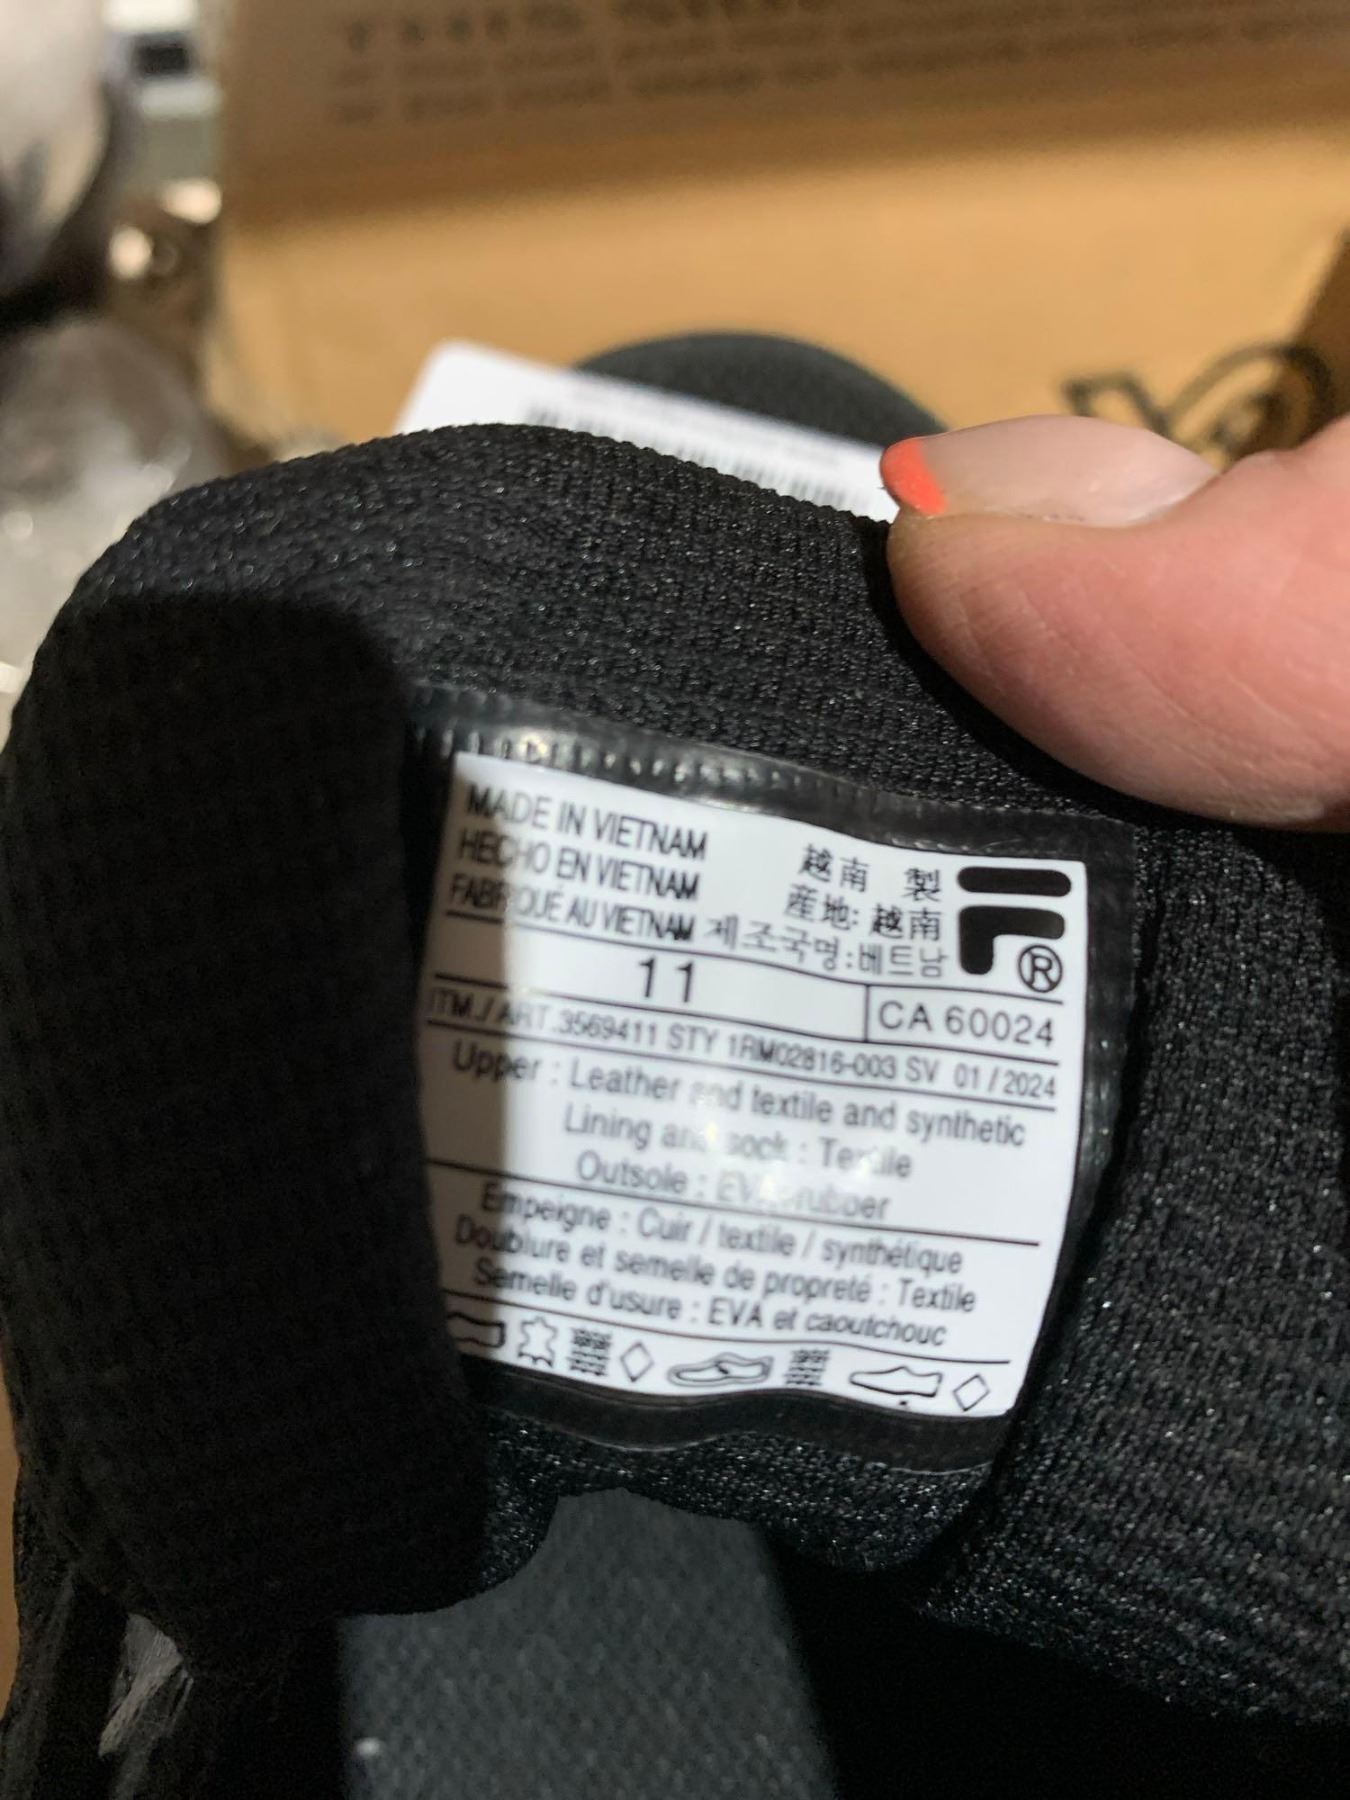 MADE IN VIETNAM
HECHO EN VIETNAM
FABRIQUÉ AU VIETNAM
越南 製
産地: 越南
제조국명:베트남
®
11
CA 60024
ITM./ART.3569411 STY 1RM02816-003 SV 01/2024
Upper : Leather and textile and synthetic
Lining and sock : Textile
Outsole : EVA rubber
Empeigne : Cuir / textile / synthétique
Doublure et semelle de propreté : Textile
Semelle d'usure : EVA et caoutchouc